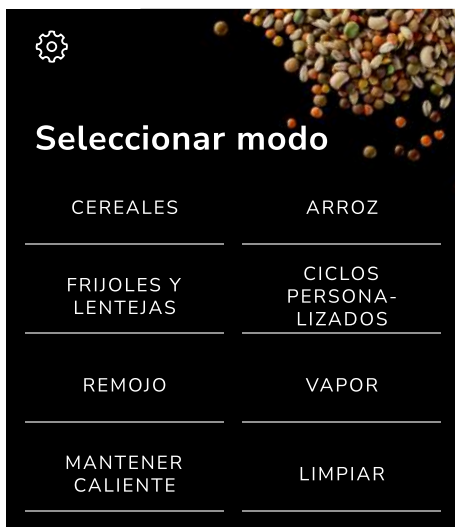 Seleccionar modo
CEREALES
ARROZ
FRIJOLES Y
LENTEJAS
CICLOS
PERSONA-
LIZADOS
REMOJO
VAPOR
MANTENER
CALIENTE
LIMPIAR